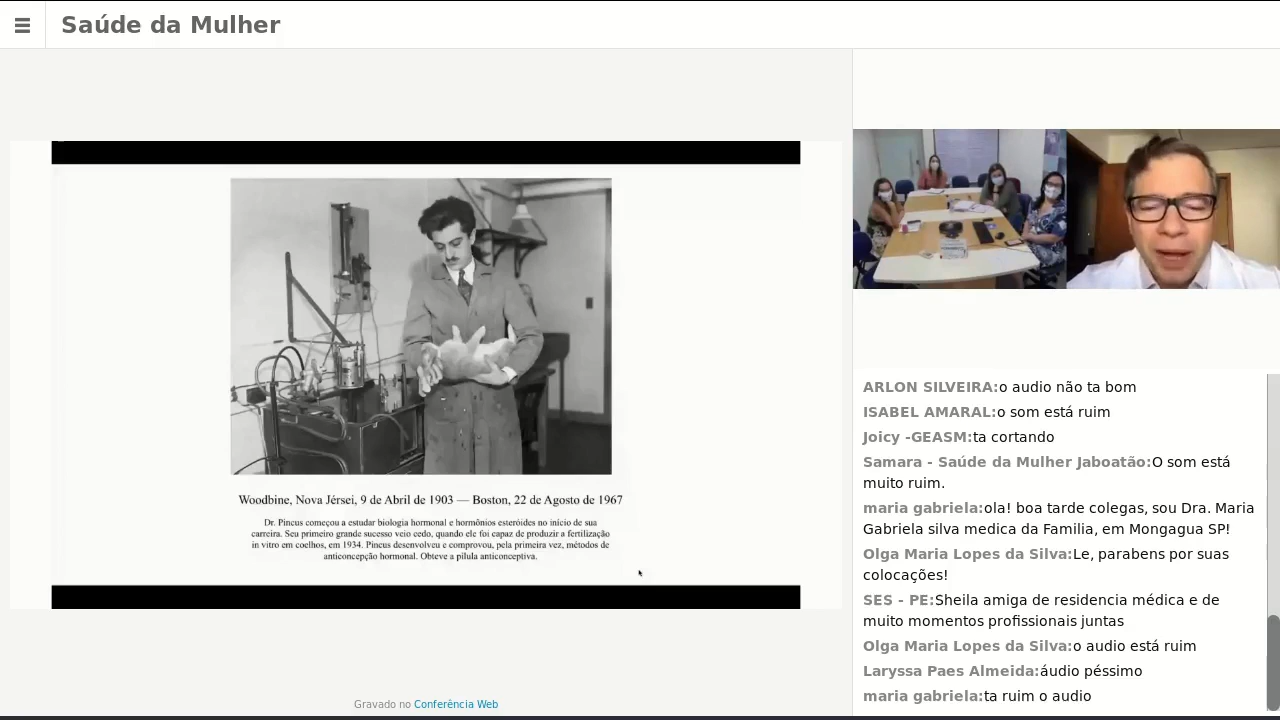 Saúde da Mulher
Woodbine, Nova Jérsei, 9 de Abril de 1903 — Boston, 22 de Agosto de 1967
Dr. Pincus começou a estudar biologia hormonal e hormônios esteróides no início de sua
carreira. Seu primeiro grande sucesso veio cedo, quando ele foi capaz de produzir a fertilização
in vitro em coelhos, em 1934. Pincus desenvolveu e comprovou, pela primeira vez, métodos de
anticoncepção hormonal. Obteve a pílula anticonceptiva.
Gravado no Conferência Web
ARLON SILVEIRA:o audio não ta bom
ISABEL AMARAL:o som está ruim
Joicy -GEASM:ta cortando
Samara - Saúde da Mulher Jaboatão:O som está
muito ruim.
maria gabriela:ola! boa tarde colegas, sou Dra. Maria
Gabriela silva medica da Familia, em Mongagua SP!
Olga Maria Lopes da Silva:Le, parabens por suas
colocações!
SES - PE:Sheila amiga de residencia médica e de
muito momentos profissionais juntas
Olga Maria Lopes da Silva:o audio está ruim
Laryssa Paes Almeida:áudio péssimo
maria gabriela:ta ruim o audio